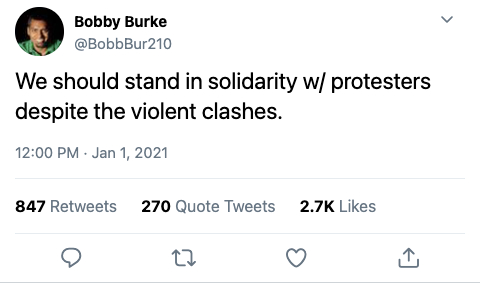 Bobby Burke
@BobbBur210
We should stand in solidarity w/ protesters
despite the violent clashes.
12:00 PM · Jan 1, 2021
847 Retweets 270 Quote Tweets 2.7K Likes